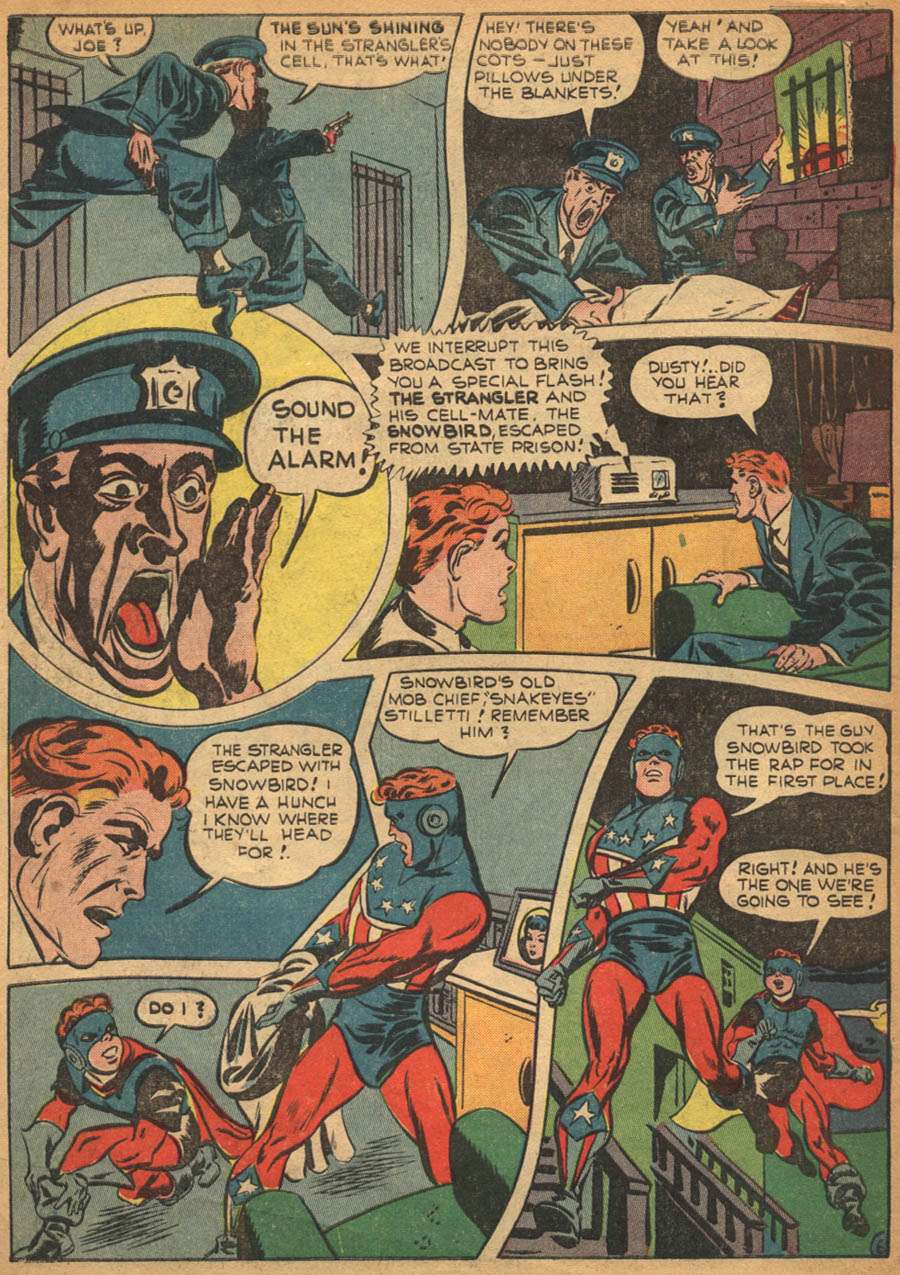 WHAT'S UP,
JOE?
THE SUN'S SHINING
IN THE STRANGLER'S
CELL, THAT'S WHAT!
HEY! THERE'S
NOBODY ON THESE
COTS — JUST
PILLOWS UNDER
THE BLANKETS!
YEAH! AND
TAKE A LOOK
AT THIS!
SOUND
THE
ALARM!
WE INTERRUPT THIS
BROADCAST TO BRING
YOU A SPECIAL FLASH!
THE STRANGLER AND
HIS CELL-MATE, THE
SNOWBIRD, ESCAPED
FROM STATE PRISON!
DUSTY!..DID
YOU HEAR
THAT?
THE STRANGLER
ESCAPED WITH
SNOWBIRD! I
HAVE A HUNCH
I KNOW WHERE
THEY'LL HEAD
FOR!.
SNOWBIRD'S OLD
MOB CHIEF, "SNAKEYES"
STILLETTI! REMEMBER
HIM?
DO I?
THAT'S THE GUY
SNOWBIRD TOOK
THE RAP FOR IN
THE FIRST PLACE!
RIGHT! AND HE'S
THE ONE WE'RE
GOING TO SEE!